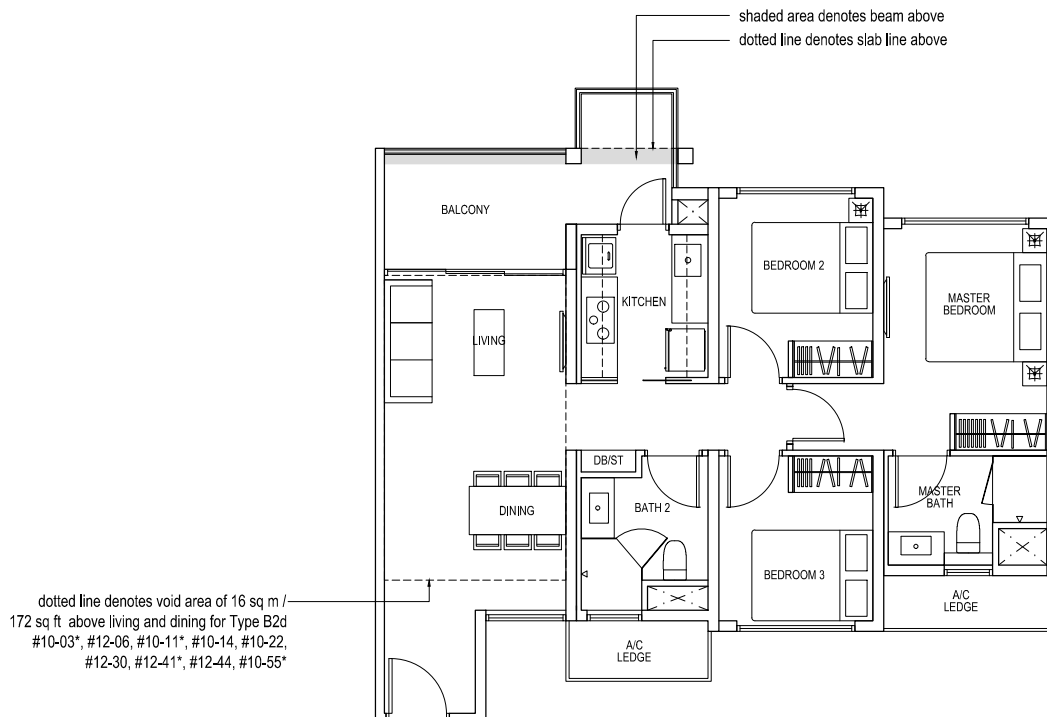 shaded area denotes beam above
dotted line denotes slab line above
BALCONY
BEDROOM 2
KITCHEN
MASTER
BEDROOM
LIVING
DB/ST
MASTER
BATH
BATH 2
DINING
BEDROOM 3
A/C
LEDGE
A/C
LEDGE
dotted line denotes void area of 16 sq m /
172 sq ft above living and dining for Type B2d
#10-03*, #12-06, #10-11*, #10-14, #10-22,
#12-30, #12-41*, #12-44, #10-55*